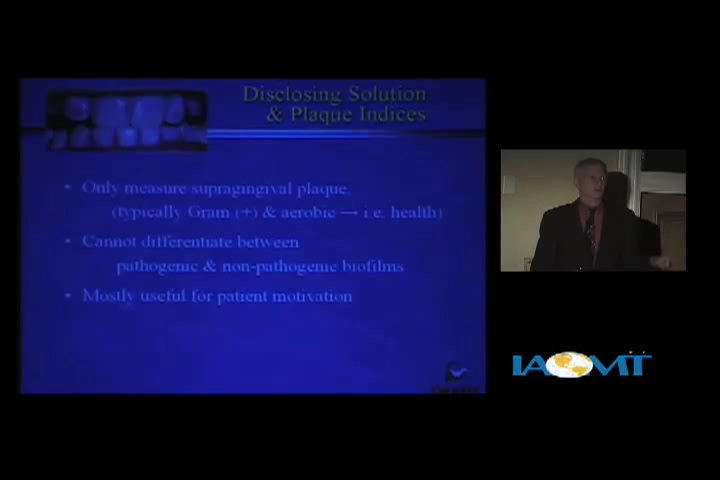 Disclosing Solution
& Plaque Indices
• Only measure supragingival plaque,
(typically Gram (+) & aerobic → i.e. health)
• Cannot differentiate between
pathogenic & non-pathogenic biofilms
• Mostly useful for patient motivation
IAOMT